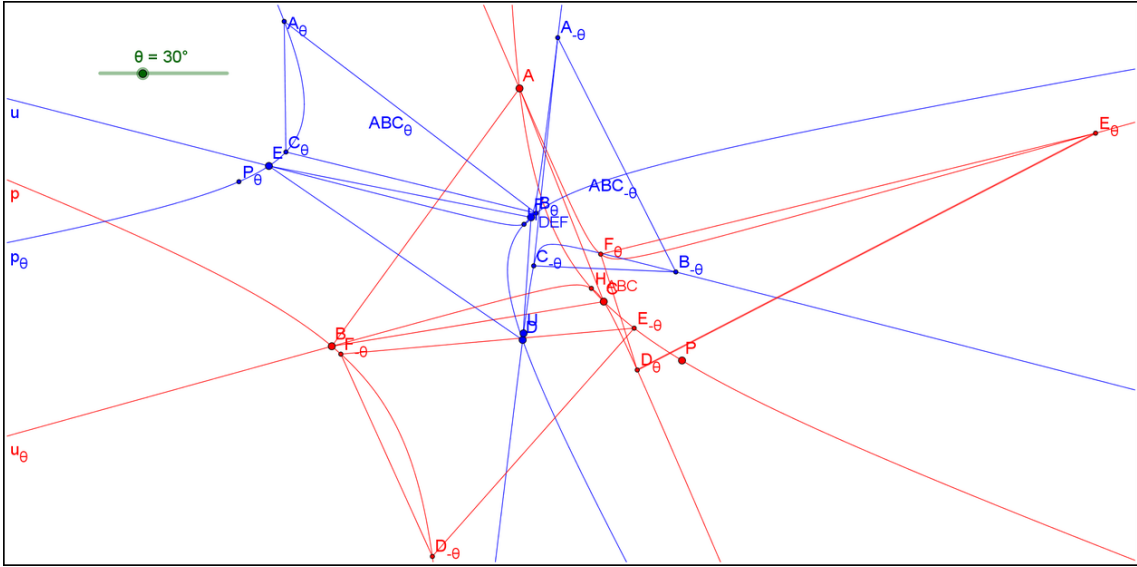 A_θ
A_-θ
θ = 30°
A
u
ABC_θ
E_θ
C_θ
E
P_θ
p
ABC_-θ
B_θ
DEF
p_θ
F_θ
C_-θ
B_-θ
H_ABC
C
B
F_-θ
U
D
E_-θ
P
D_θ
u_θ
D_-θ